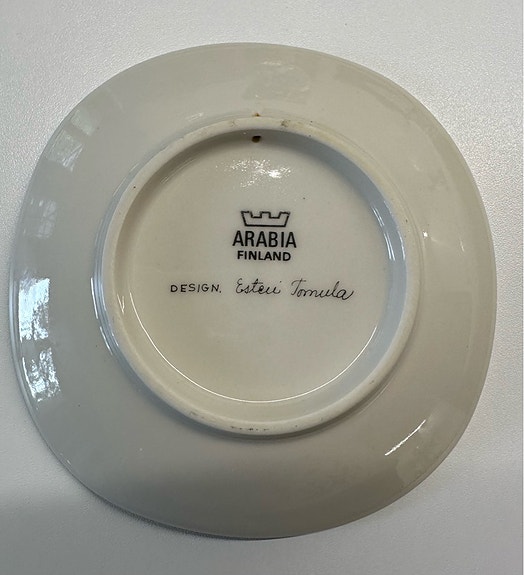 ARABIA
FINLAND
DESIGN. Esteri Tomula